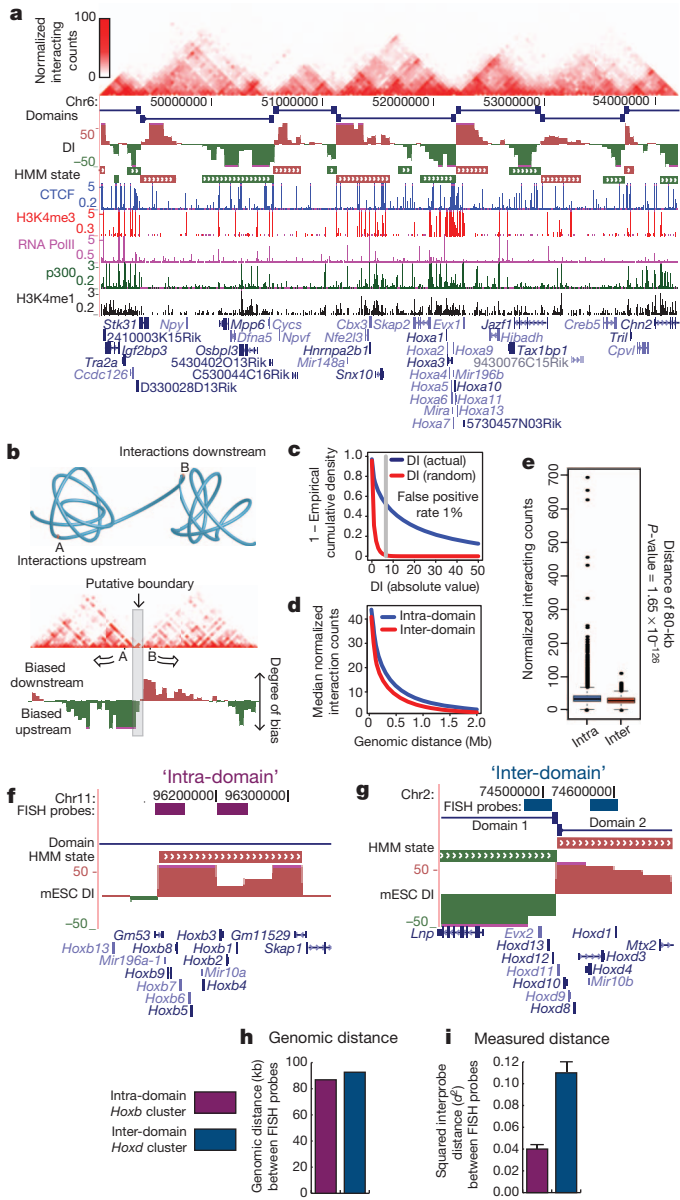 a
Normalized interacting counts
100
0
Chr6: 50000000 51000000 52000000 53000000 54000000
Domains
DI 50 −50
HMM state
CTCF 5 0.2
H3K4me3 5 0.3
RNA PolII 5 0.5
p300 3 0.2
H3K4me1 3 0.2
Stk31 Npy Mpp6 Cycs Cbx3 Skap2 Evx1 Jazf1 Creb5 Chn2
2410003K15Rik Dfna5 Npvf Nfe2l3 Hoxa1 Hibadh Tril
Igf2bp3 Osbpl3 Hnrnpa2b1 Hoxa2 Hoxa9 Tax1bp1 Cpvl
Tra2a 5430402O13Rik Mir148a Hoxa3 9430076C15Rik
Ccdc126 C530044C16Rik Snx10 Hoxa4 Mir196b
D330028D13Rik Hoxa5 Hoxa10
Hoxa6 Hoxa11
Mira Hoxa13
Hoxa7 5730457N03Rik
b
Interactions downstream
B
A
Interactions upstream
Putative boundary
A B
Biased downstream
Biased upstream
Degree of bias
c
1 − Empirical cumulative density
1.0
0.8
0.6
0.4
0.2
0
DI (actual)
DI (random)
False positive rate 1%
0 10 20 30 40 50
DI (absolute value)
d
Median normalized interaction counts
40
30
20
10
0
Intra-domain
Inter-domain
0 0.5 1.0 1.5 2.0
Genomic distance (Mb)
e
Normalized interacting counts
700
600
500
400
300
200
100
0
Intra Inter
Distance of 80-kb
P-value = 1.65 × 10−126
f
'Intra-domain'
Chr11: 96200000 96300000
FISH probes:
Domain
HMM state
50
mESC DI
−50
Gm53 Hoxb3 Gm11529
Hoxb13 Hoxb8 Hoxb1 Skap1
Mir196a-1 Hoxb2
Hoxb9 Mir10a
Hoxb7 Hoxb4
Hoxb6
Hoxb5
g
'Inter-domain'
Chr2: 74500000 74600000
FISH probes:
Domain 1 Domain 2
HMM state
50
mESC DI
−50
Lnp Evx2 Hoxd1
Hoxd13 Mtx2
Hoxd12 Hoxd3
Hoxd11 Hoxd4
Hoxd10 Mir10b
Hoxd9
Hoxd8
Intra-domain
Hoxb cluster
Inter-domain
Hoxd cluster
h
Genomic distance
Genomic distance (kb) between FISH probes
100
80
60
40
20
0
i
Measured distance
Squared interprobe distance (d2) between FISH probes
0.12
0.10
0.08
0.06
0.04
0.02
0.00